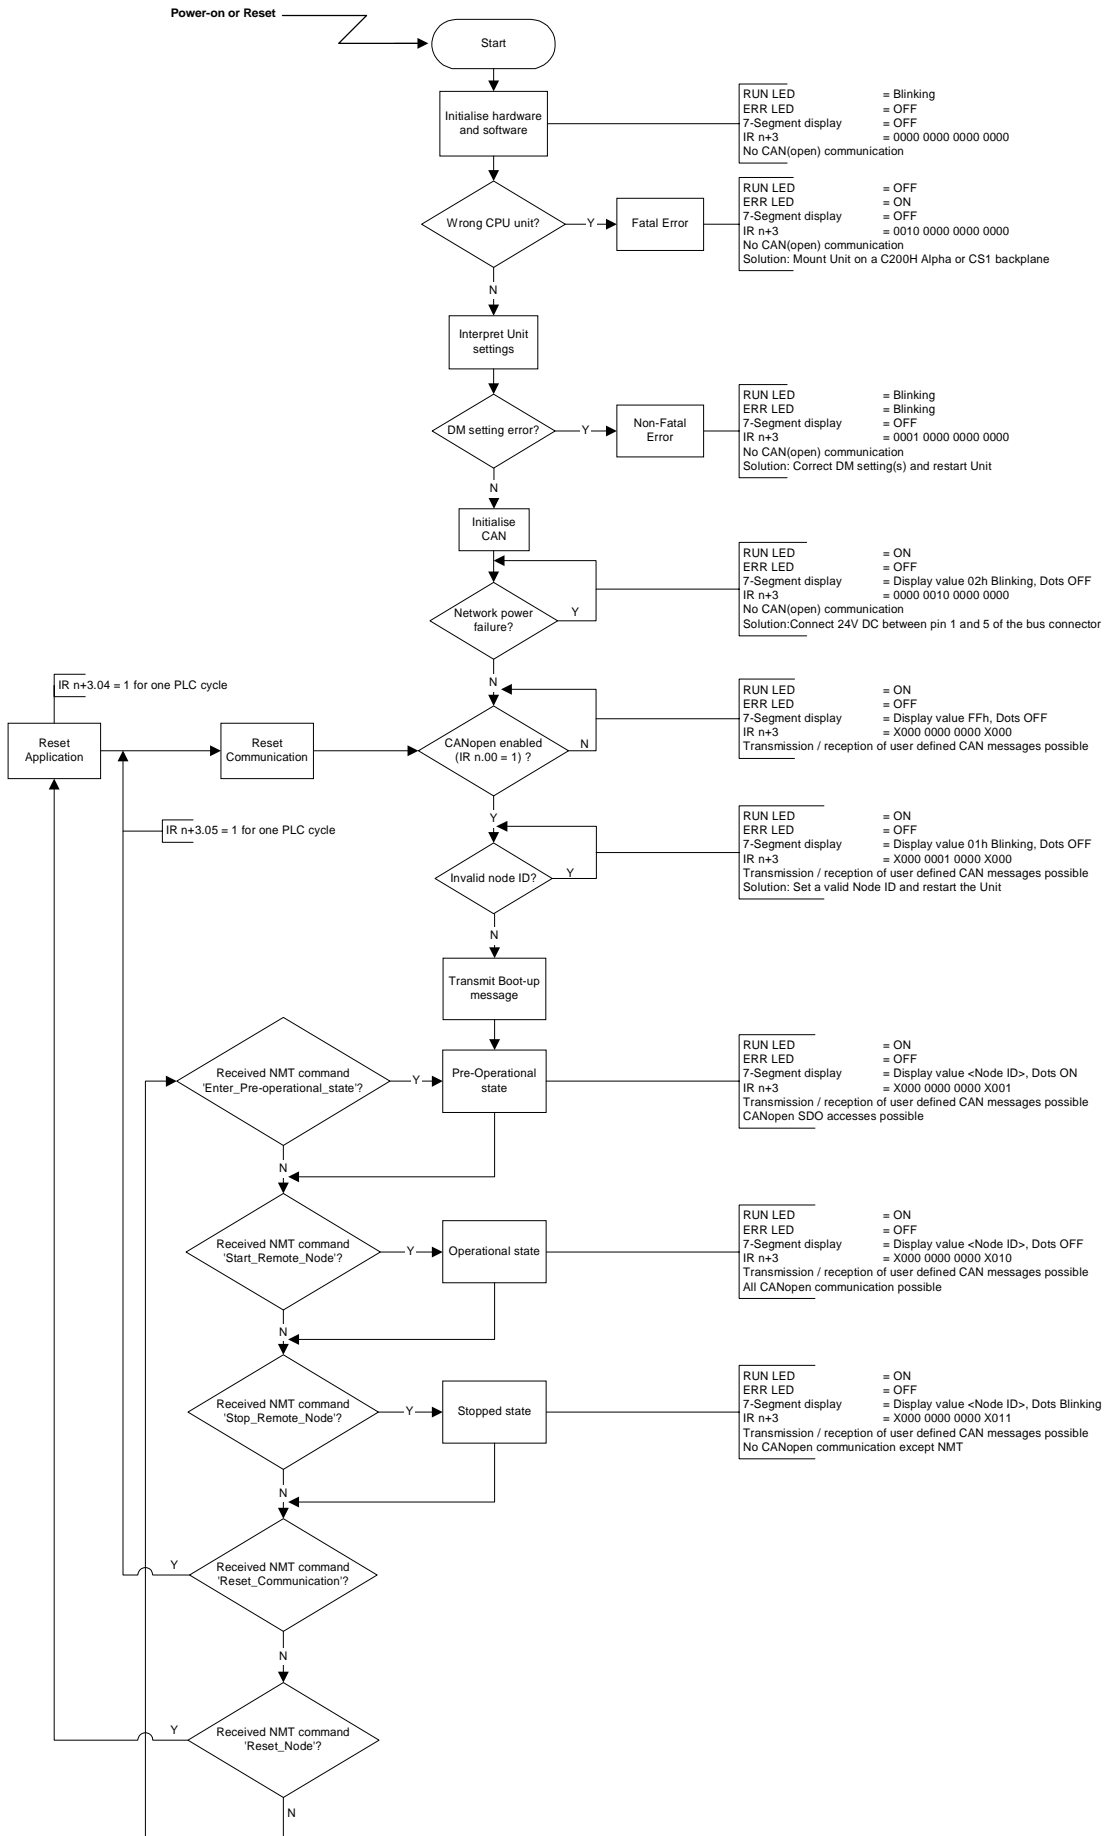 Power-on or Reset
Start
Initialise hardware
and software
RUN LED = Blinking
ERR LED = OFF
7-Segment display = OFF
IR n+3 = 0000 0000 0000 0000
No CAN(open) communication
Wrong CPU unit?
Y
Fatal Error
RUN LED = OFF
ERR LED = ON
7-Segment display = OFF
IR n+3 = 0010 0000 0000 0000
No CAN(open) communication
Solution: Mount Unit on a C200H Alpha or CS1 backplane
N
Interpret Unit
settings
DM setting error?
Y
Non-Fatal
Error
RUN LED = Blinking
ERR LED = Blinking
7-Segment display = OFF
IR n+3 = 0001 0000 0000 0000
No CAN(open) communication
Solution: Correct DM setting(s) and restart Unit
N
Initialise
CAN
Network power
failure?
Y
RUN LED = ON
ERR LED = OFF
7-Segment display = Display value 02h Blinking, Dots OFF
IR n+3 = 0000 0010 0000 0000
No CAN(open) communication
Solution:Connect 24V DC between pin 1 and 5 of the bus connector
N
IR n+3.04 = 1 for one PLC cycle
Reset
Application
Reset
Communication
CANopen enabled
(IR n.00 = 1) ?
N
RUN LED = ON
ERR LED = OFF
7-Segment display = Display value FFh, Dots OFF
IR n+3 = X000 0000 0000 X000
Transmission / reception of user defined CAN messages possible
Y
IR n+3.05 = 1 for one PLC cycle
Invalid node ID?
Y
RUN LED = ON
ERR LED = OFF
7-Segment display = Display value 01h Blinking, Dots OFF
IR n+3 = X000 0001 0000 X000
Transmission / reception of user defined CAN messages possible
Solution: Set a valid Node ID and restart the Unit
N
Transmit Boot-up
message
Received NMT command
'Enter_Pre-operational_state'?
Y
Pre-Operational
state
RUN LED = ON
ERR LED = OFF
7-Segment display = Display value <Node ID>, Dots ON
IR n+3 = X000 0000 0000 X001
Transmission / reception of user defined CAN messages possible
CANopen SDO accesses possible
N
Received NMT command
'Start_Remote_Node'?
Y
Operational state
RUN LED = ON
ERR LED = OFF
7-Segment display = Display value <Node ID>, Dots OFF
IR n+3 = X000 0000 0000 X010
Transmission / reception of user defined CAN messages possible
All CANopen communication possible
N
Received NMT command
'Stop_Remote_Node'?
Y
Stopped state
RUN LED = ON
ERR LED = OFF
7-Segment display = Display value <Node ID>, Dots Blinking
IR n+3 = X000 0000 0000 X011
Transmission / reception of user defined CAN messages possible
No CANopen communication except NMT
N
Received NMT command
'Reset_Communication'?
Y
N
Received NMT command
'Reset_Node'?
Y
N